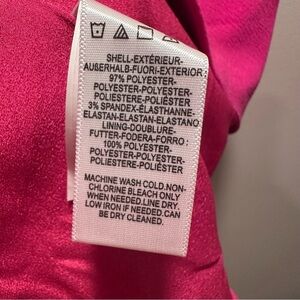 SHELL-EXTÉRIEUR-
AUßERHALB-FUORI-EXTERIOR:
97% POLYESTER-
POLYESTER-POLYESTER-
POLIESTERE-POLIÉSTER
3% SPANDEX-ÉLASTHANNE-
ELASTAN-ELASTAN-ELASTANO
LINING-DOUBLURE-
FUTTER-FODERA-FORRO:
100% POLYESTER-
POLYESTER-POLYESTER-
POLIESTERE-POLIÉSTER
MACHINE WASH COLD.NON-
CHLORINE BLEACH ONLY
WHEN NEEDED.LINE DRY.
LOW IRON IF NEEDED.CAN
BE DRY CLEANED.